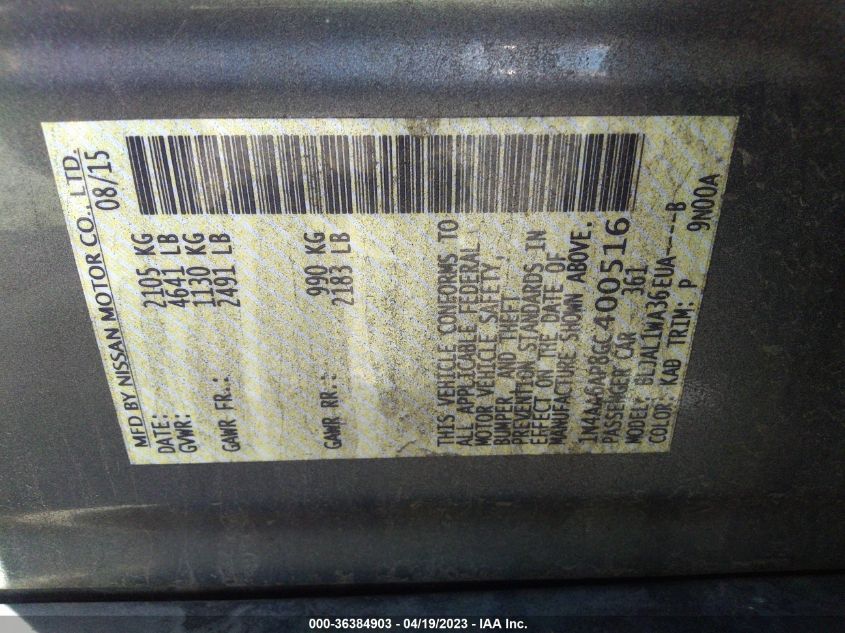 MFD BY NISSAN MOTOR CO., LTD.
DATE: 08/15
GVWR: 2105 KG
4641 LB
GAWR FR.: 1130 KG
2491 LB
GAWR RR.: 990 KG
2183 LB
THIS VEHICLE CONFORMS TO
ALL APPLICABLE FEDERAL
MOTOR VEHICLE SAFETY,
BUMPER, AND THEFT
PREVENTION STANDARDS IN
EFFECT ON THE DATE OF
MANUFACTURE SHOWN ABOVE.
1N4AA6AP8GC400516
PASSENGER CAR 361
MODEL: BLJAL1WA36EUA----B
COLOR: KAD TRIM: P 9N00A
000-36384903 - 04/19/2023 - IAA Inc.